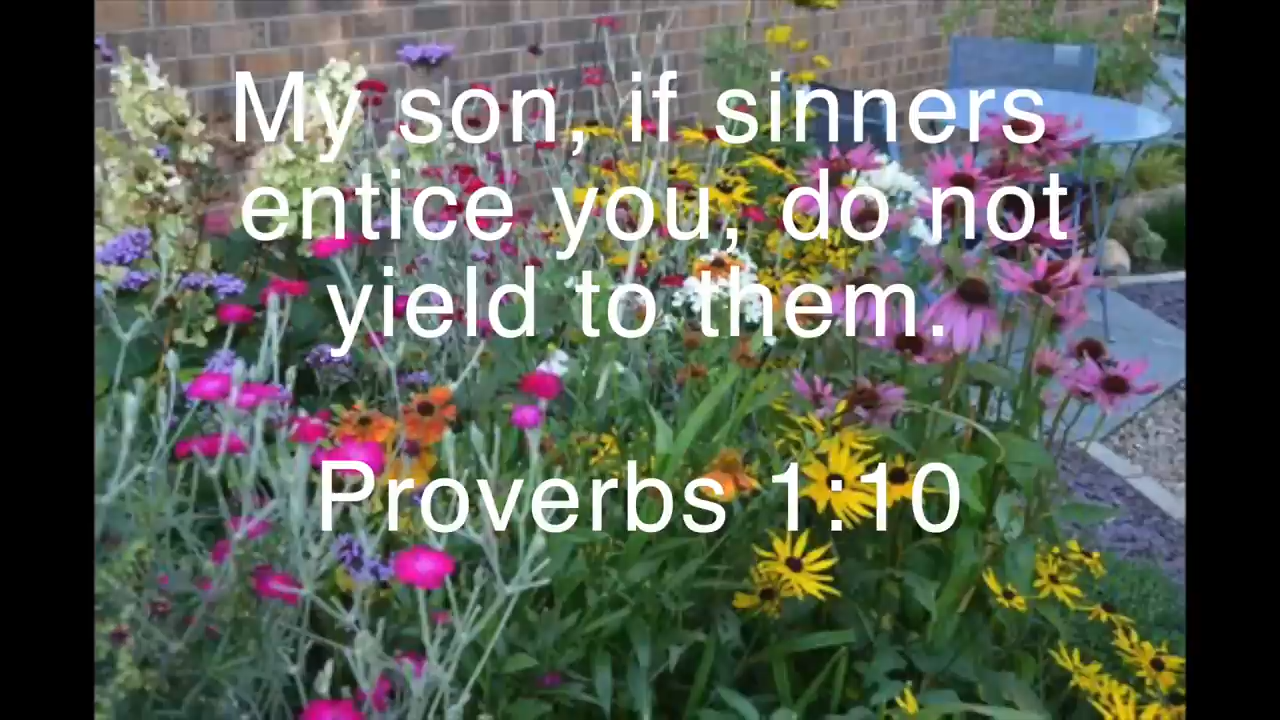 My son, if sinners
entice you, do not
yield to them.
Proverbs 1:10